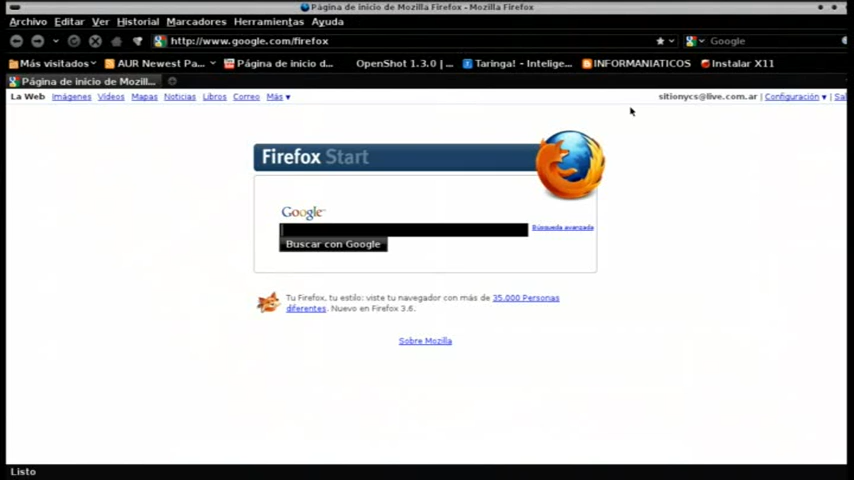 Página de inicio de Mozilla Firefox - Mozilla Firefox
Archivo Editar Ver Historial Marcadores Herramientas Ayuda
http://www.google.com/firefox Google
Más visitados AUR Newest Pa... Página de inicio d... OpenShot 1.3.0 | ... Taringa! - Intelige... INFORMANIATICOS Instalar X11
Página de inicio de Mozill...
La Web Imágenes Vídeos Mapas Noticias Libros Correo Más ▼ sitionycs@live.com.ar | Configuración ▼ | Sal
Firefox Start
Google™
Búsqueda avanzada
Buscar con Google
Tu Firefox, tu estilo: viste tu navegador con más de 35.000 Personas
diferentes. Nuevo en Firefox 3.6.
Sobre Mozilla
Listo